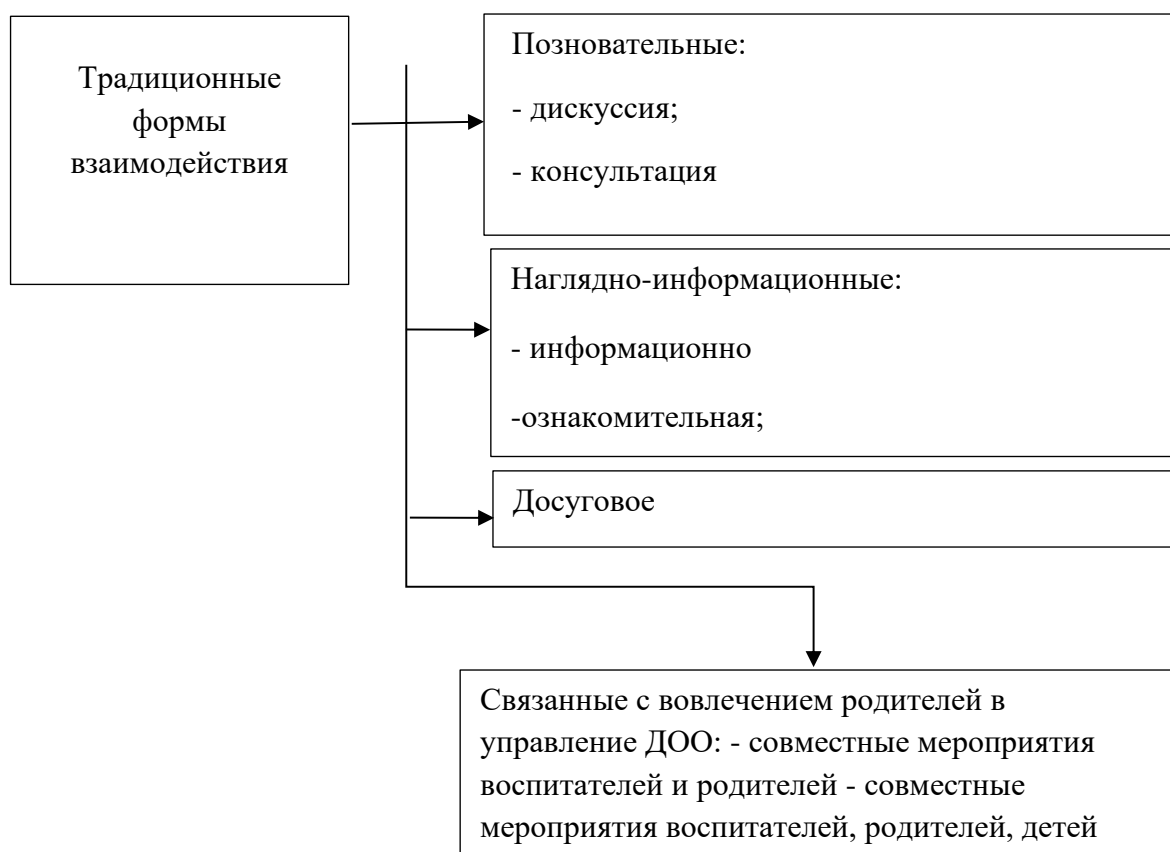 Традиционные
формы
взаимодействия
Позновательные:
- дискуссия;
- консультация
Наглядно-информационные:
- информационно
-ознакомительная;
Досуговое
Связанные с вовлечением родителей в
управление ДОО: - совместные мероприятия
воспитателей и родителей - совместные
мероприятия воспитателей, родителей, детей